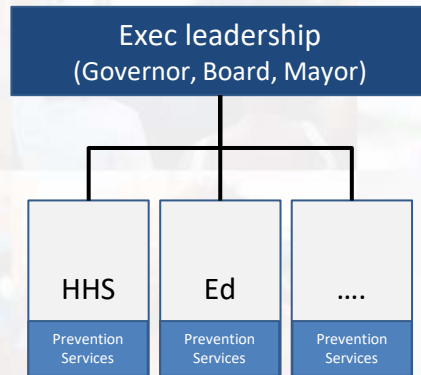 Exec leadership
(Governor, Board, Mayor)
HHS
Ed
....
Prevention
Services
Prevention
Services
Prevention
Services